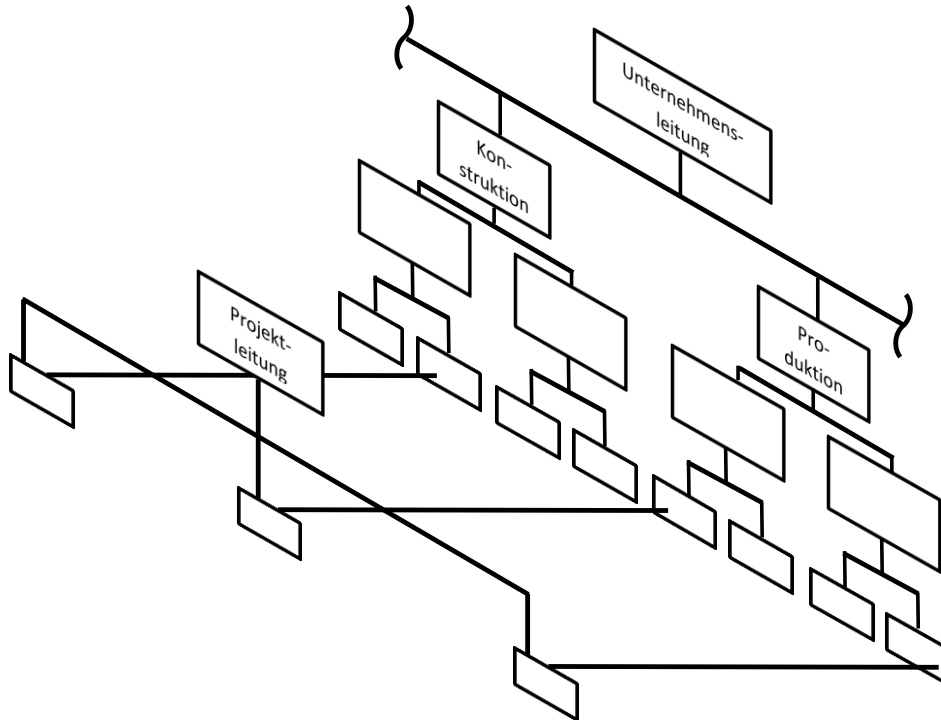 Unternehmens-
leitung
Kon-
struktion
Projekt-
leitung
Pro-
duktion